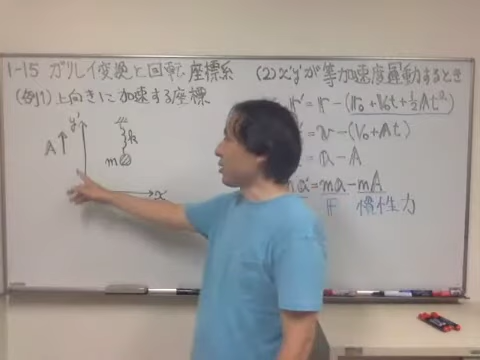 1-15 ガリレイ変換と回転座標系
(例1)上向きに加速する座標
y'
A
k
m
x
(2) x'y'が等加速度運動するとき
r' = r - (r₀ + V₀t + ½At²)
= r - (V₀ + At)
= a - A
ma' = ma - mA
F 慣性力